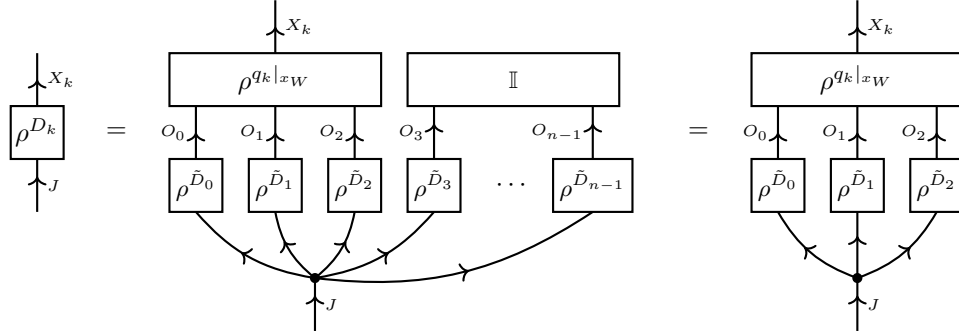 X_k X_k X_k
X_k ρ^{q_k|_{x_W}} 𝕀 ρ^{q_k|_{x_W}}
ρ^{D_k} = O_0 O_1 O_2 O_3 O_{n−1} = O_0 O_1 O_2
J ρ^{D̃_0} ρ^{D̃_1} ρ^{D̃_2} ρ^{D̃_3} ⋯ ρ^{D̃_{n−1}} ρ^{D̃_0} ρ^{D̃_1} ρ^{D̃_2}
J J